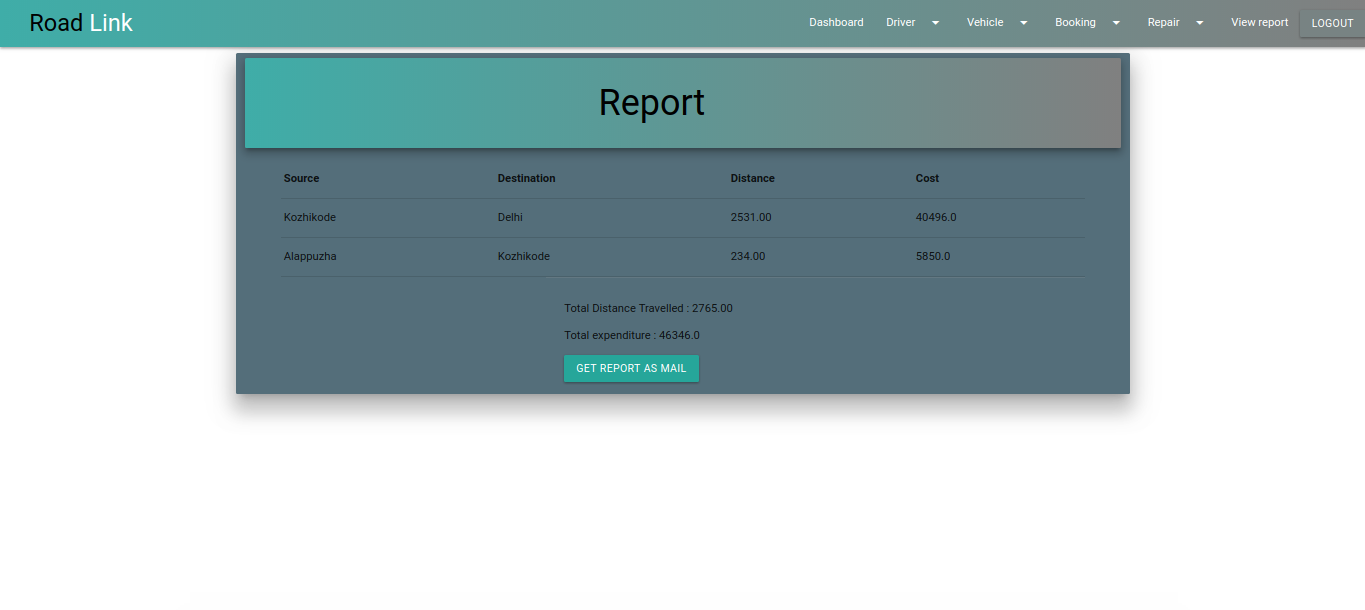 Road Link Dashboard Driver Vehicle Booking Repair View report LOGOUT
Report
Source Destination Distance Cost
Kozhikode Delhi 2531.00 40496.0
Alappuzha Kozhikode 234.00 5850.0
Total Distance Travelled : 2765.00
Total expenditure : 46346.0
GET REPORT AS MAIL